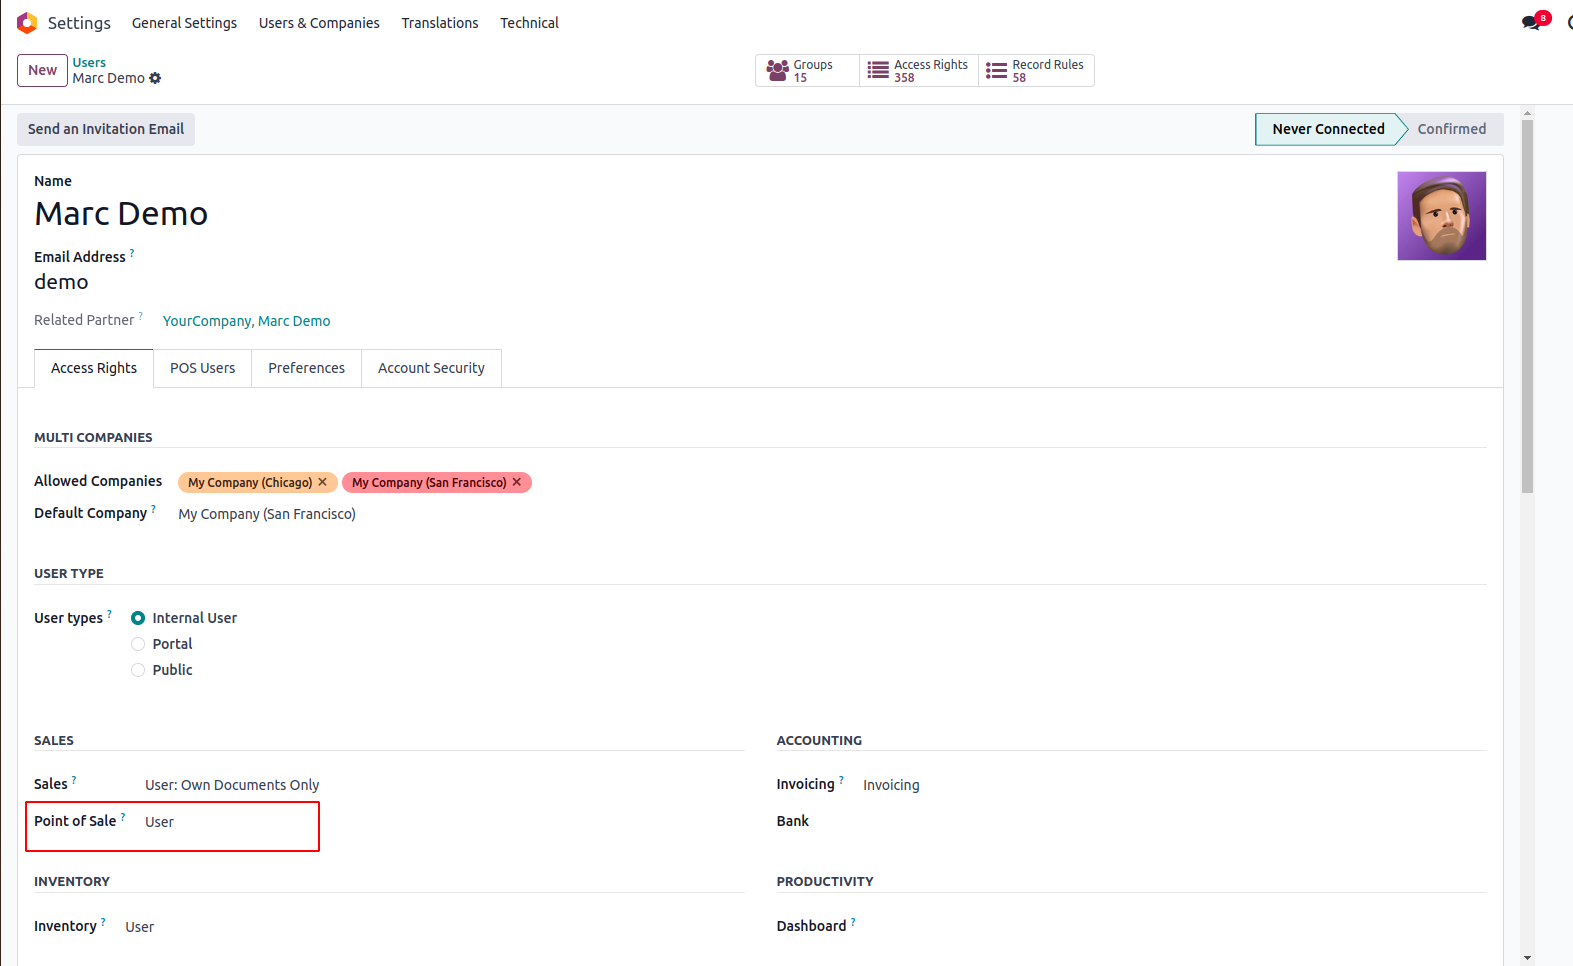 Settings General Settings Users & Companies Translations Technical 8
New Users
Marc Demo
Groups
15
Access Rights
358
Record Rules
58
Send an Invitation Email
Never Connected Confirmed
Name
Marc Demo
Email Address ?
demo
Related Partner ? YourCompany, Marc Demo
Access Rights POS Users Preferences Account Security
MULTI COMPANIES
Allowed Companies My Company (Chicago) ✕ My Company (San Francisco) ✕
Default Company ? My Company (San Francisco)
USER TYPE
User types ? Internal User
Portal
Public
SALES
Sales ? User: Own Documents Only
Point of Sale ? User
ACCOUNTING
Invoicing ? Invoicing
Bank
INVENTORY
Inventory ? User
PRODUCTIVITY
Dashboard ?